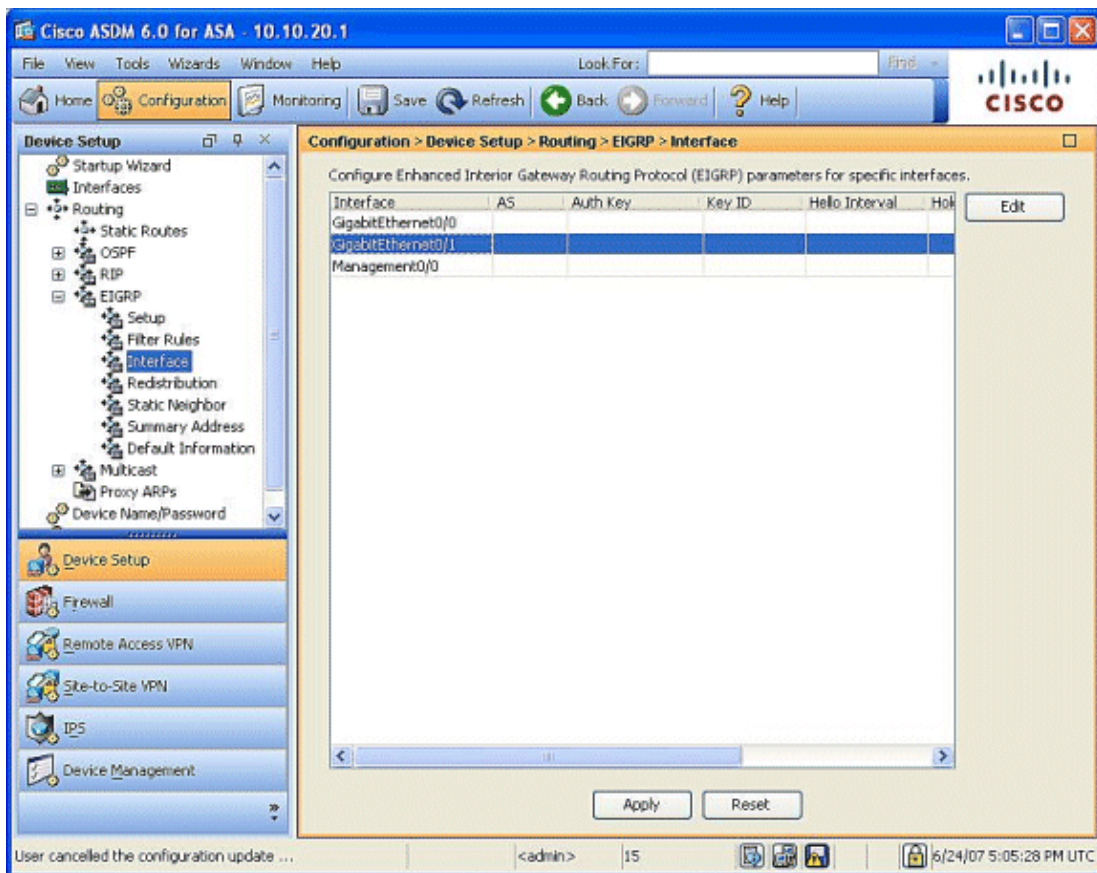 Cisco ASDM 6.0 for ASA - 10.10.20.1
File View Tools Wizards Window Help Look For: Find
Home Configuration Monitoring Save Refresh Back Forward Help
CISCO
Device Setup
Startup Wizard
Interfaces
Routing
Static Routes
OSPF
RIP
EIGRP
Setup
Filter Rules
Interface
Redistribution
Static Neighbor
Summary Address
Default Information
Multicast
Proxy ARPs
Device Name/Password
Device Setup
Firewall
Remote Access VPN
Site-to-Site VPN
IPS
Device Management
Configuration > Device Setup > Routing > EIGRP > Interface
Configure Enhanced Interior Gateway Routing Protocol (EIGRP) parameters for specific interfaces.
Interface AS Auth Key Key ID Hello Interval Hol
GigabitEthernet0/0
GigabitEthernet0/1
Management0/0
Edit
Apply Reset
User cancelled the configuration update ... <admin> 15 6/24/07 5:05:28 PM UTC